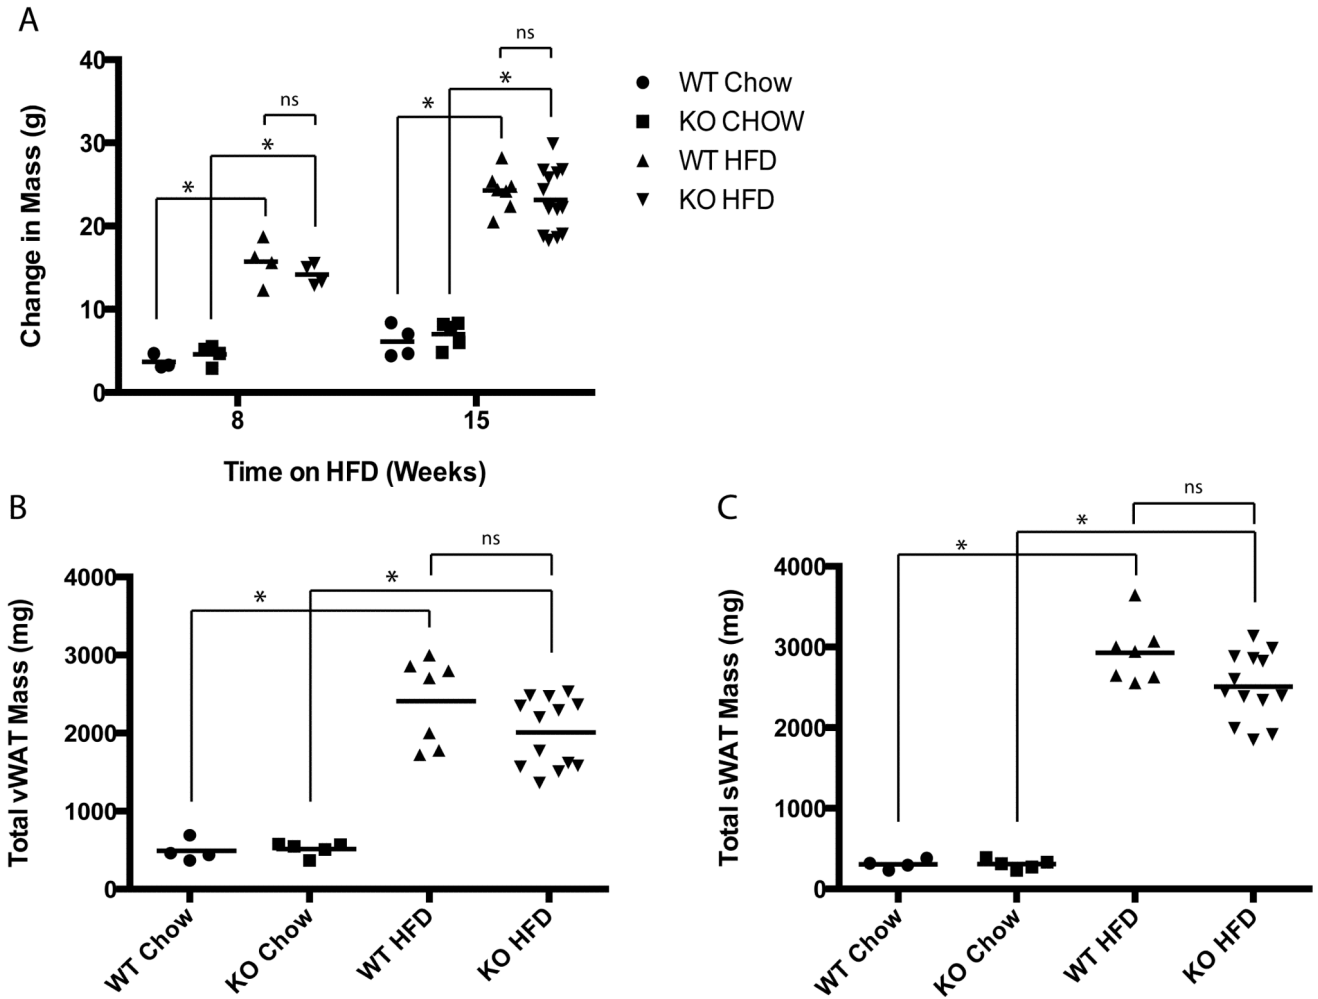 A
ns
ns
*
*
*
*
40
30
20
10
0
Change in Mass (g)
8
15
Time on HFD (Weeks)
WT Chow
KO CHOW
WT HFD
KO HFD
B
ns
*
*
4000
3000
2000
1000
0
Total vWAT Mass (mg)
WT Chow
KO Chow
WT HFD
KO HFD
C
ns
*
*
4000
3000
2000
1000
0
Total sWAT Mass (mg)
WT Chow
KO Chow
WT HFD
KO HFD